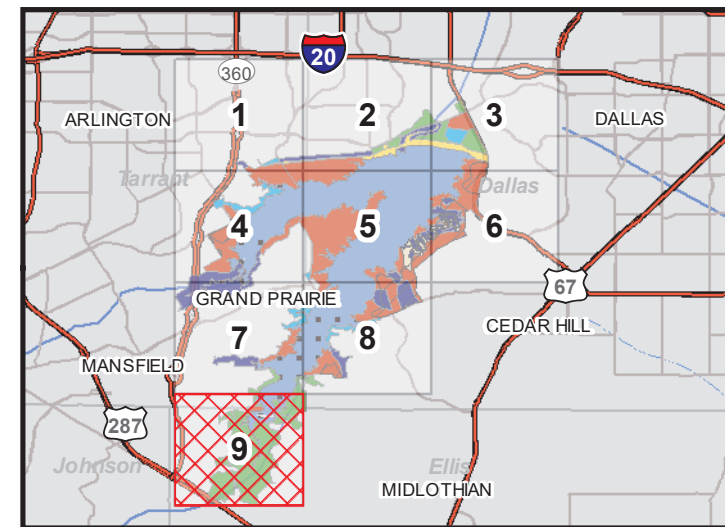 20
360
1
2
3
ARLINGTON
DALLAS
Tarrant
Dallas
4
5
6
GRAND PRAIRIE
67
CEDAR HILL
7
8
MANSFIELD
287
9
Johnson
Ellis
MIDLOTHIAN